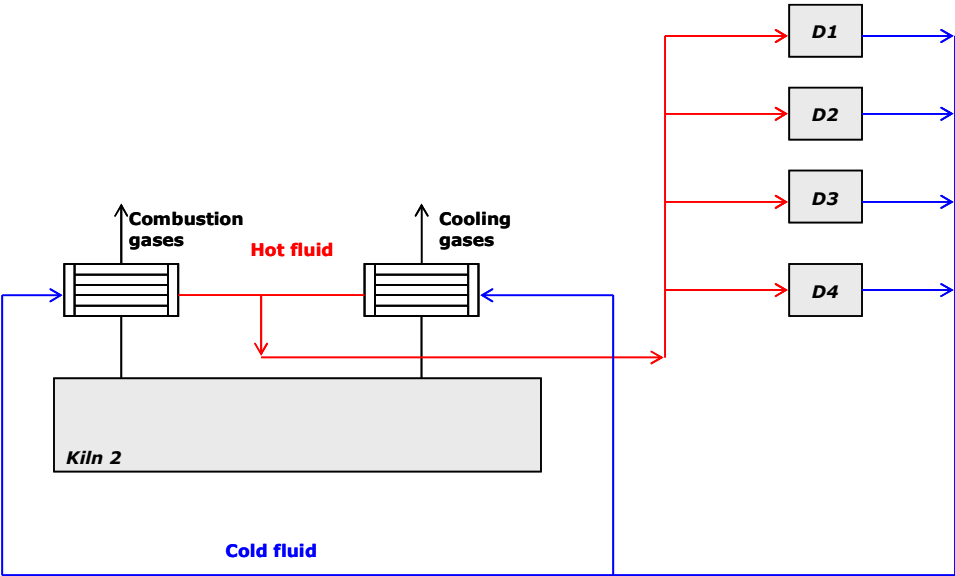 D1
D2
D3
D4
Combustion
gases
Cooling
gases
Hot fluid
Kiln 2
Cold fluid